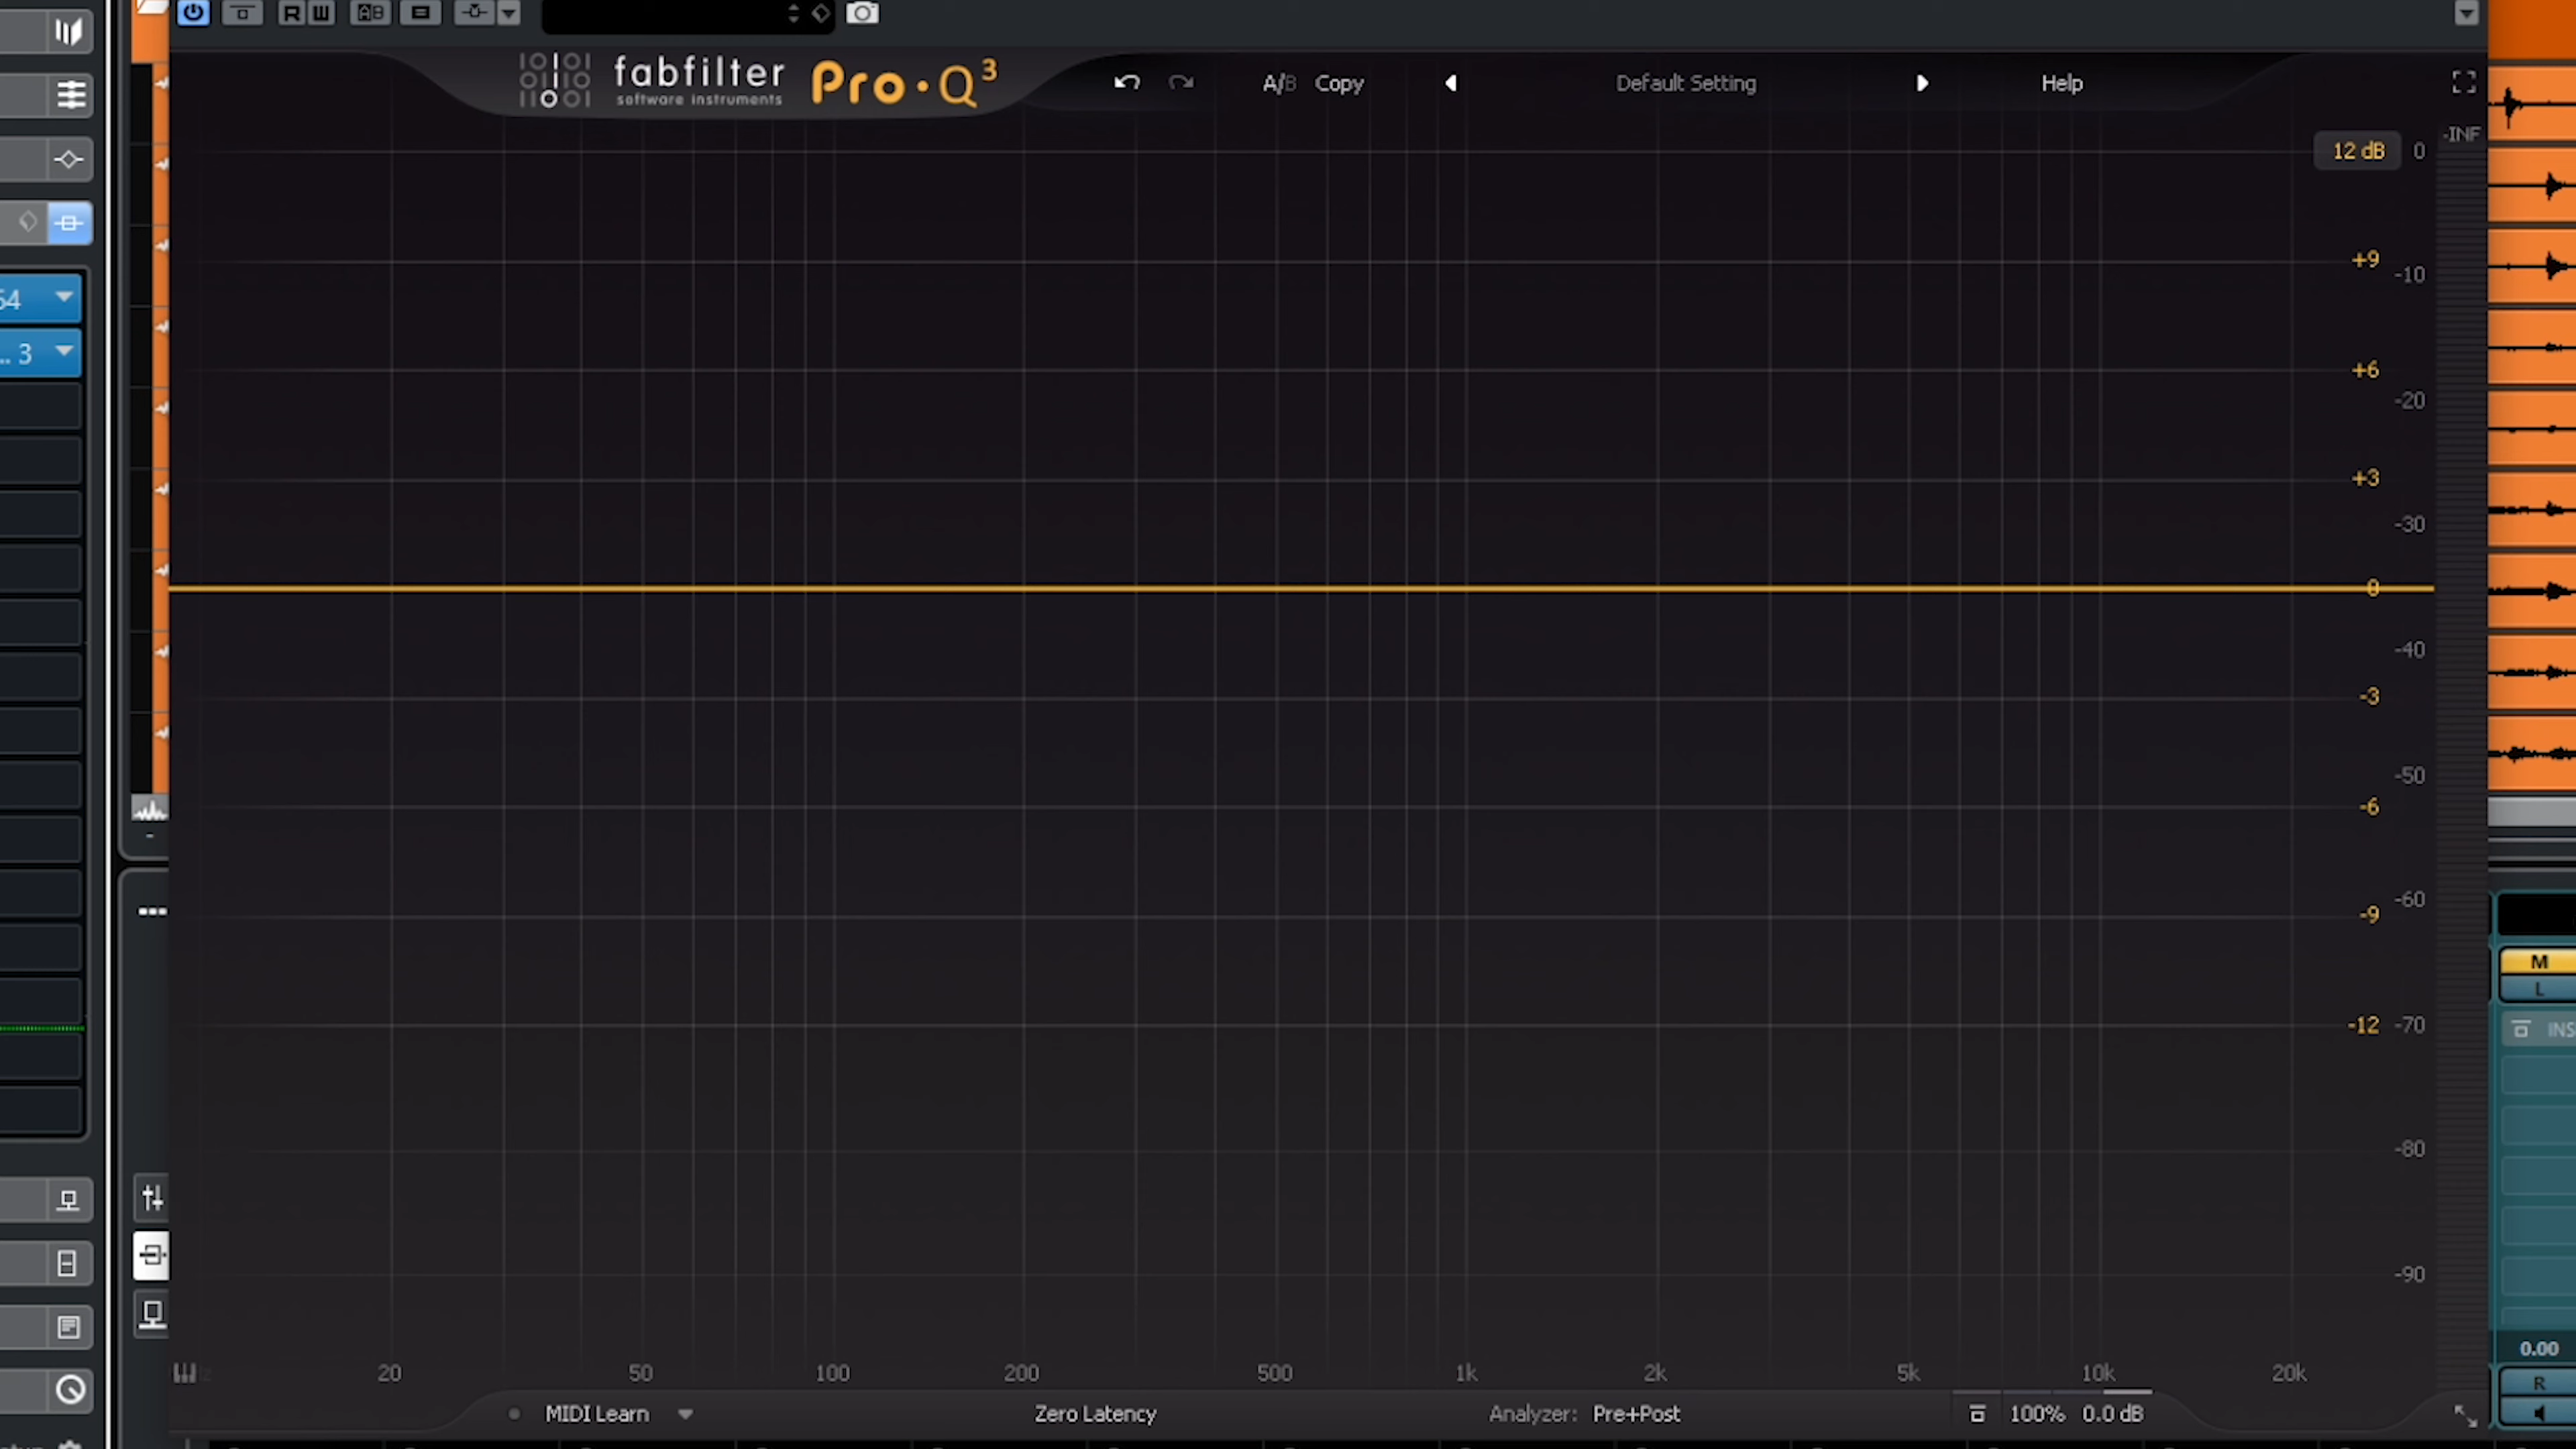 R W A B
fabfilter
software instruments
Pro·Q³
A/B Copy Default Setting Help
-INF
12 dB 0
+9 -10
+6 -20
+3 -30
0
-40
-3
-50
-6
-60
-9
-12 -70
-80
-90
54
.. 3
M
L
INS
0.00
R
20 50 100 200 500 1k 2k 5k 10k 20k
MIDI Learn Zero Latency Analyzer: Pre+Post 100% 0.0 dB